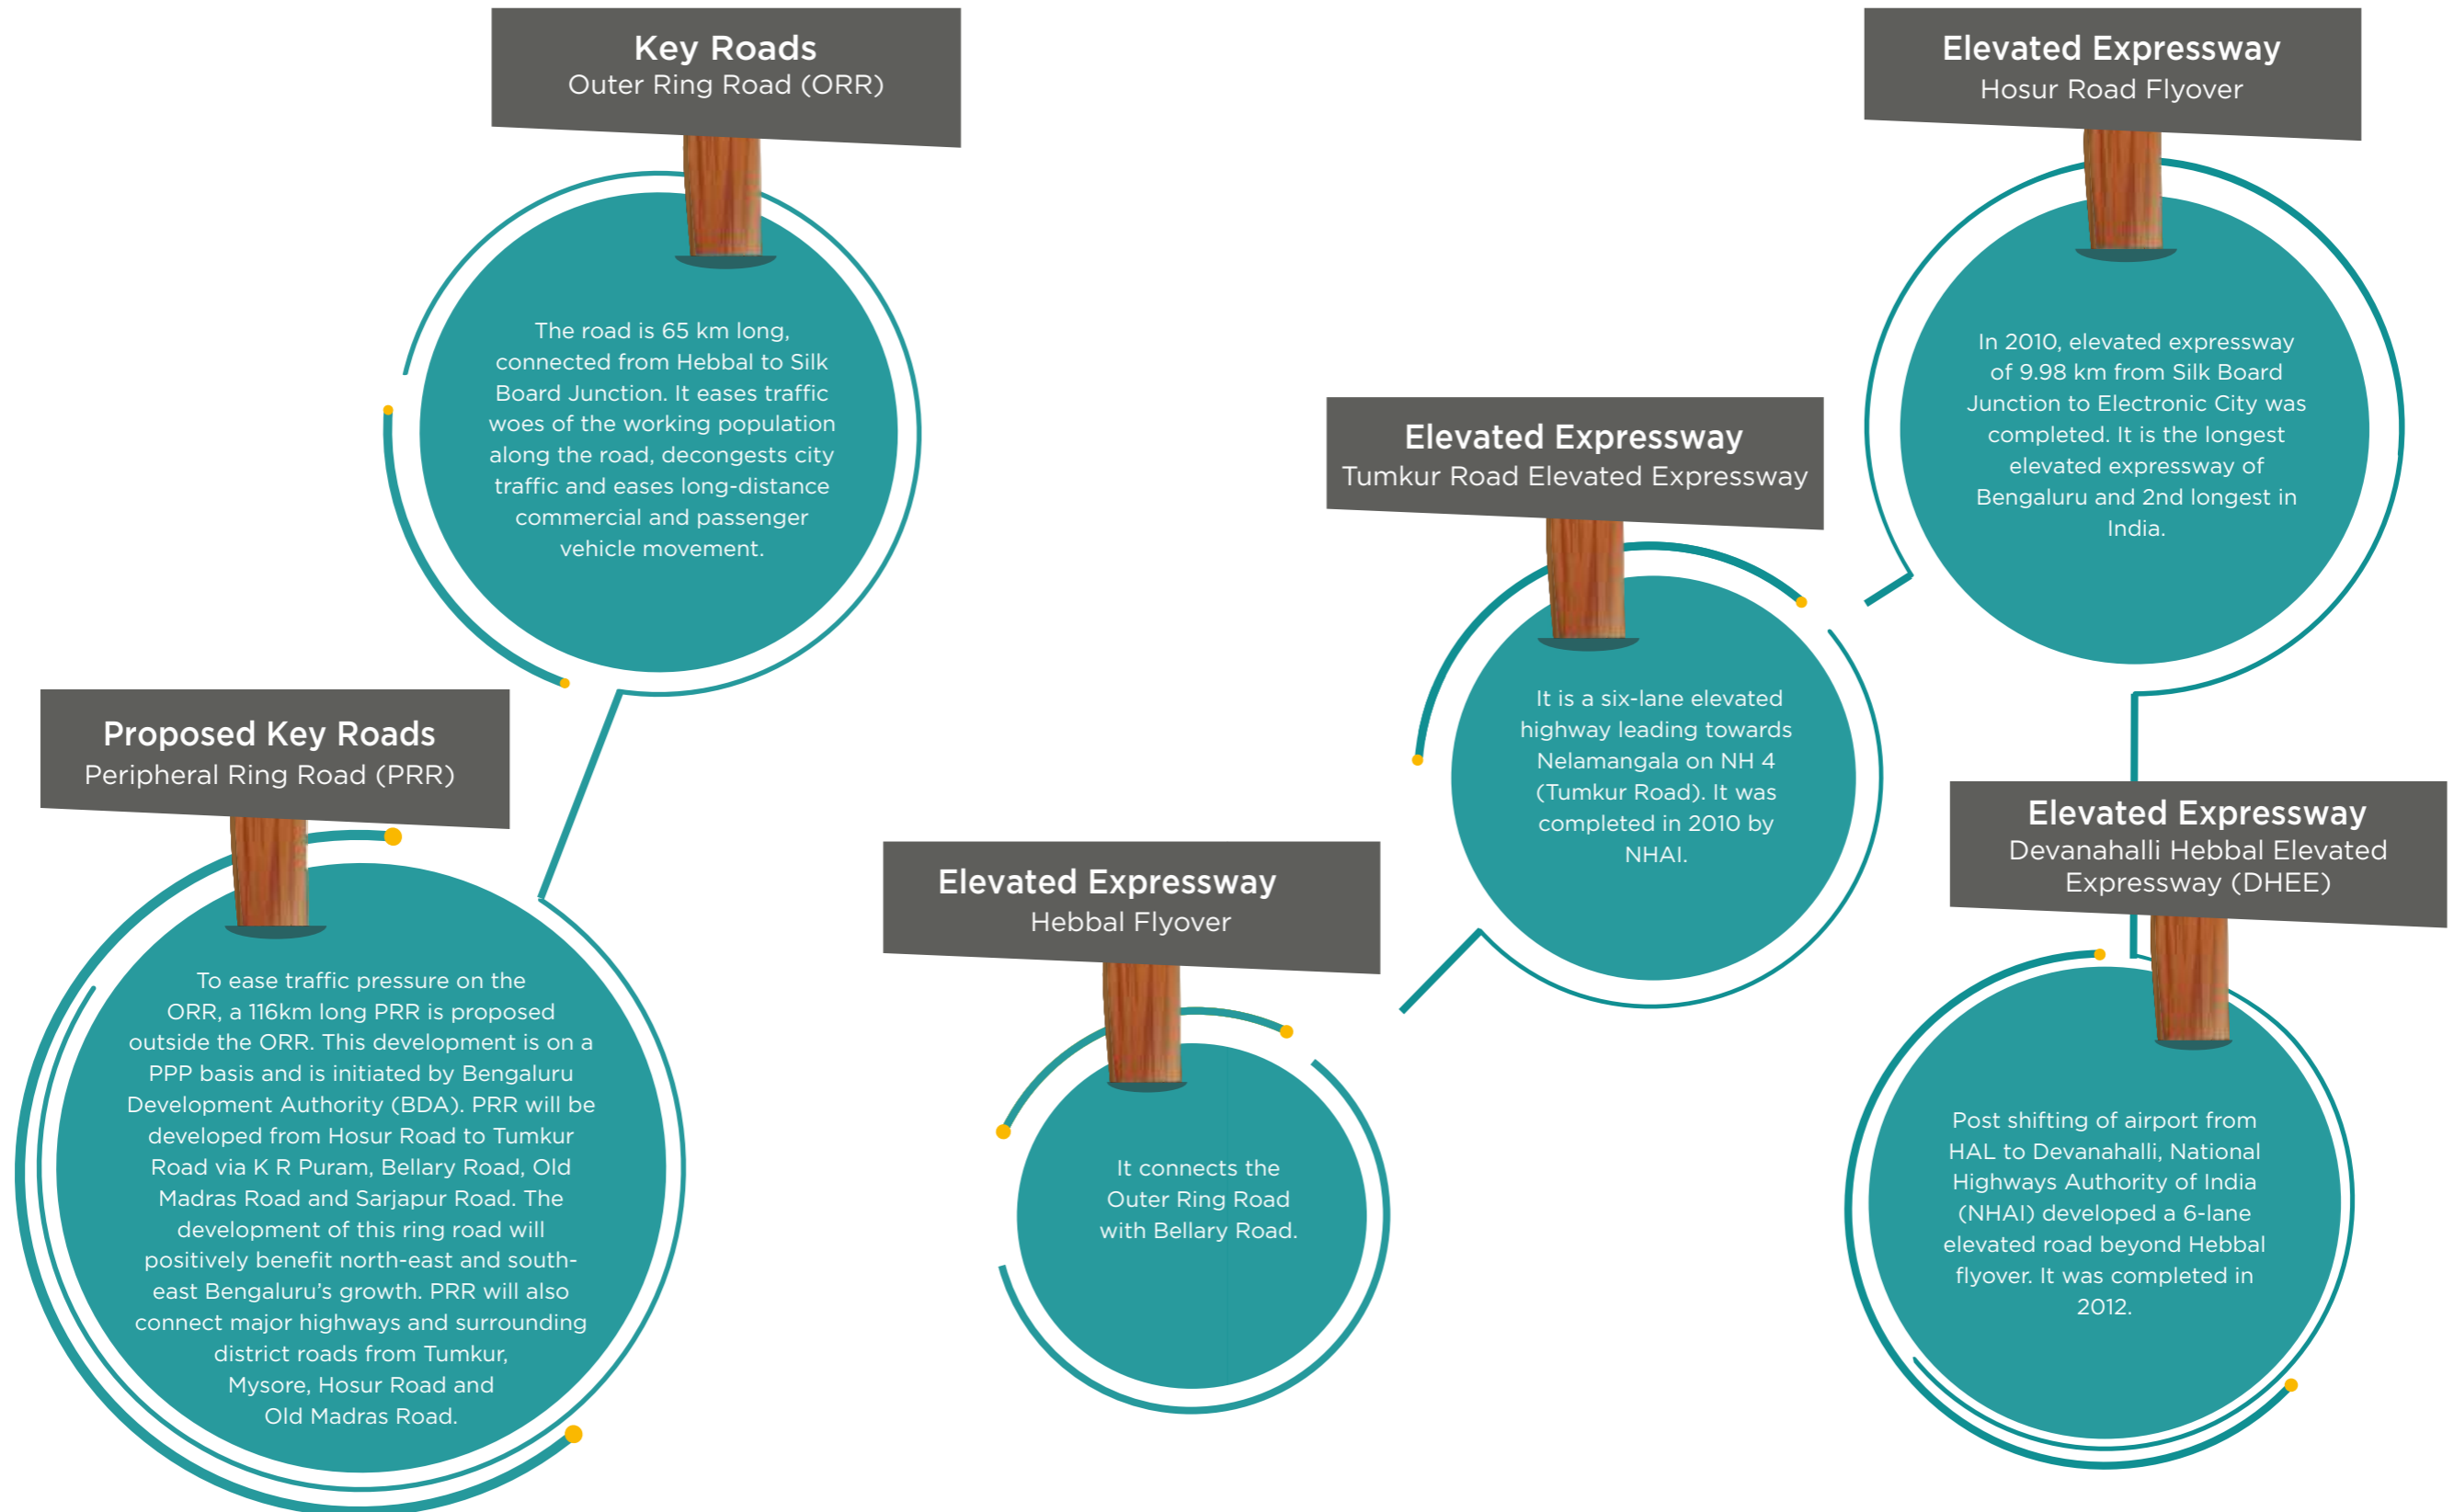 Key Roads
Outer Ring Road (ORR)
The road is 65 km long,
connected from Hebbal to Silk
Board Junction. It eases traffic
woes of the working population
along the road, decongests city
traffic and eases long-distance
commercial and passenger
vehicle movement.
Proposed Key Roads
Peripheral Ring Road (PRR)
To ease traffic pressure on the
ORR, a 116km long PRR is proposed
outside the ORR. This development is on a
PPP basis and is initiated by Bengaluru
Development Authority (BDA). PRR will be
developed from Hosur Road to Tumkur
Road via K R Puram, Bellary Road, Old
Madras Road and Sarjapur Road. The
development of this ring road will
positively benefit north-east and south-
east Bengaluru's growth. PRR will also
connect major highways and surrounding
district roads from Tumkur,
Mysore, Hosur Road and
Old Madras Road.
Elevated Expressway
Hebbal Flyover
It connects the
Outer Ring Road
with Bellary Road.
Elevated Expressway
Tumkur Road Elevated Expressway
It is a six-lane elevated
highway leading towards
Nelamangala on NH 4
(Tumkur Road). It was
completed in 2010 by
NHAI.
Elevated Expressway
Hosur Road Flyover
In 2010, elevated expressway
of 9.98 km from Silk Board
Junction to Electronic City was
completed. It is the longest
elevated expressway of
Bengaluru and 2nd longest in
India.
Elevated Expressway
Devanahalli Hebbal Elevated
Expressway (DHEE)
Post shifting of airport from
HAL to Devanahalli, National
Highways Authority of India
(NHAI) developed a 6-lane
elevated road beyond Hebbal
flyover. It was completed in
2012.